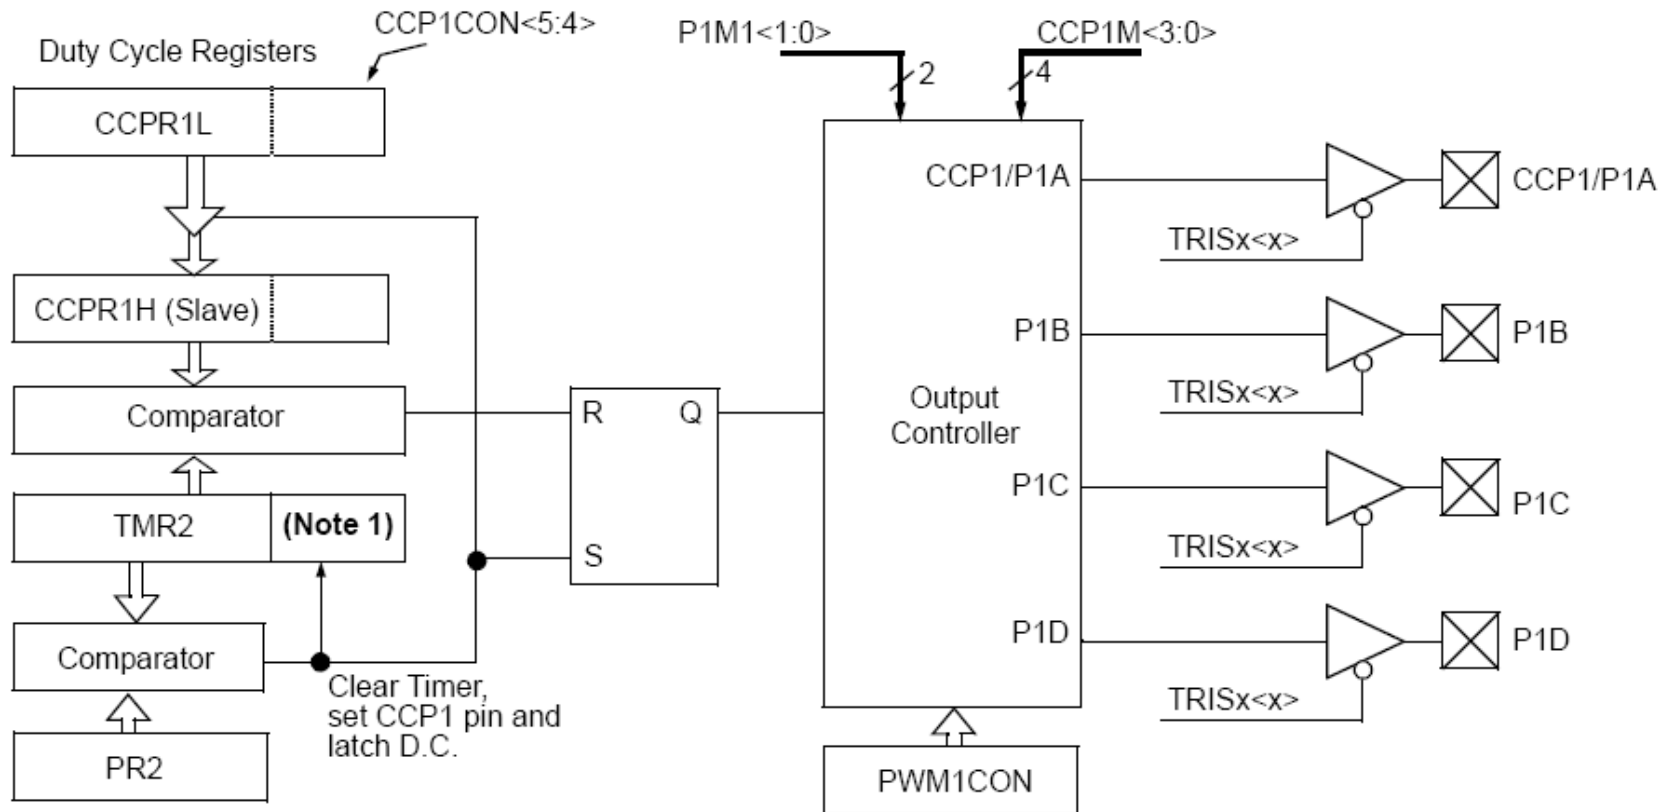 CCP1CON<5:4>
Duty Cycle Registers
CCPR1L
CCPR1H (Slave)
Comparator
TMR2
(Note 1)
Comparator
Clear Timer,
set CCP1 pin and
latch D.C.
PR2
R
Q
S
P1M1<1:0>
2
CCP1M<3:0>
4
CCP1/P1A
P1B
Output
Controller
P1C
P1D
PWM1CON
TRISx<x>
CCP1/P1A
TRISx<x>
P1B
TRISx<x>
P1C
TRISx<x>
P1D